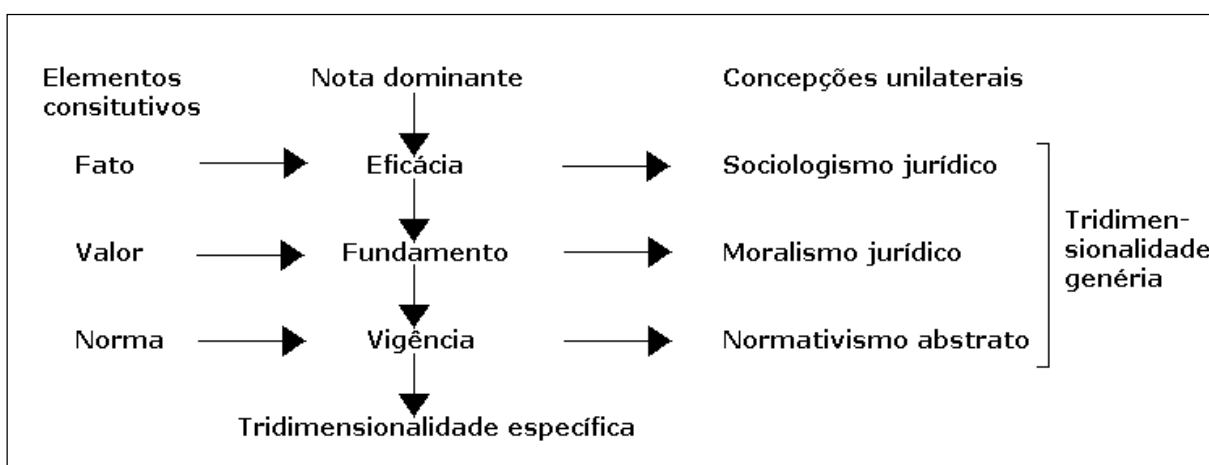 Elementos
consitutivos
Nota dominante
Concepções unilaterais
Fato
Eficácia
Sociologismo jurídico
Valor
Fundamento
Moralismo jurídico
Norma
Vigência
Normativismo abstrato
Tridimen-
sionalidade
genéria
Tridimensionalidade específica